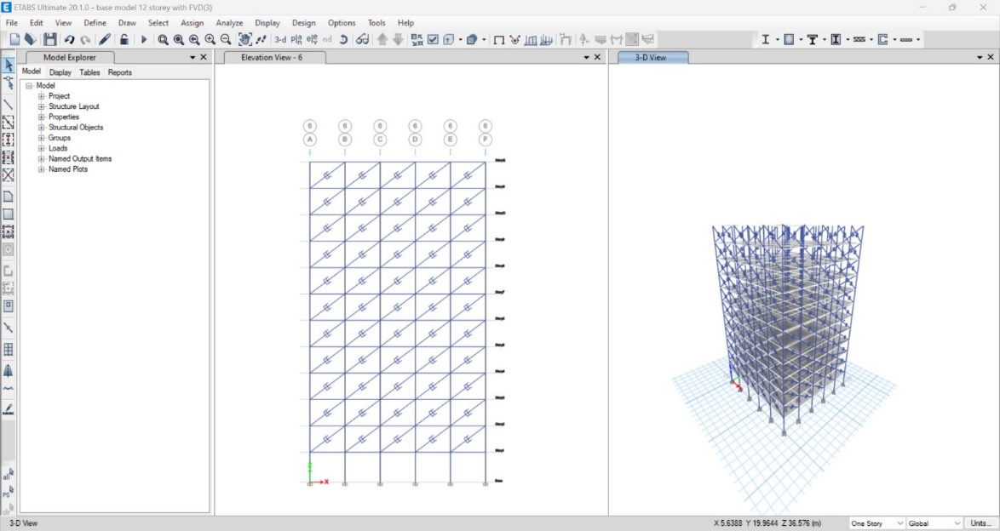 ETABS Ultimate 20.1.0 - base model 12 storey with FVD(3)
File Edit View Define Draw Select Assign Analyze Display Design Options Tools Help
3-d
nd
Model Explorer
Elevation View - 6
3-D View
Model Display Tables Reports
Model
Project
Structure Layout
Properties
Structural Objects
Groups
Loads
Named Output Items
Named Plots
6 6 6 6 6 6
A B C D E F
X
all
PS
clr
3-D View
X 5.6388 Y 19.9644 Z 36.576 (m)
One Story
Global
Units...